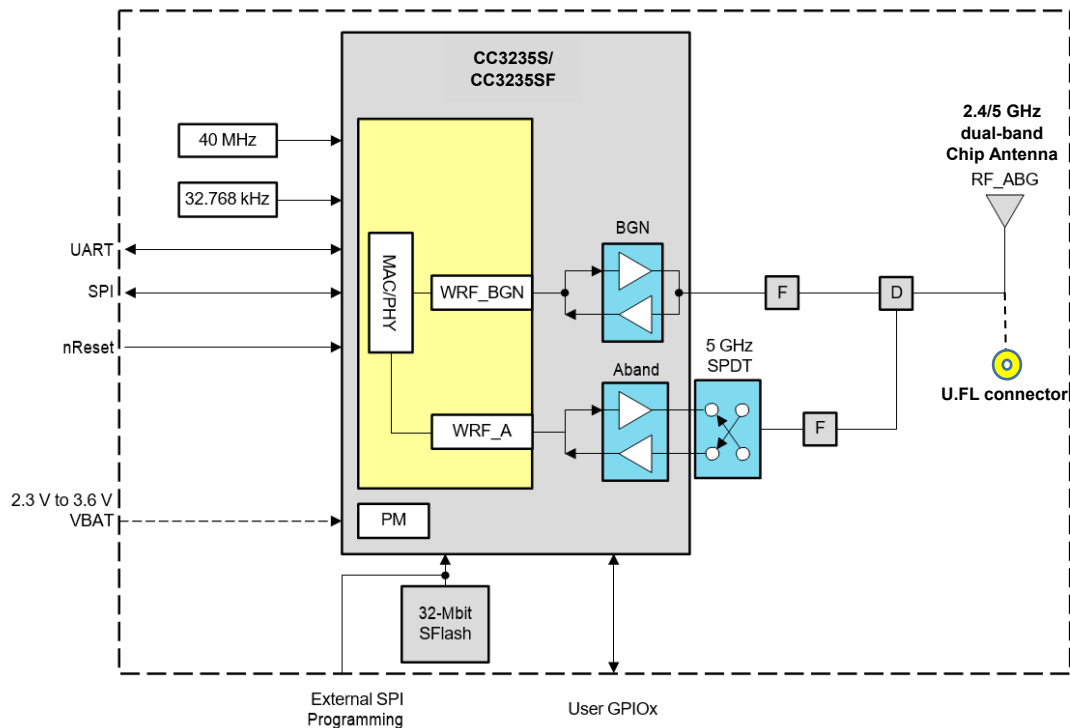 CC3235S/
CC3235SF
2.4/5 GHz
dual-band
Chip Antenna
RF_ABG
40 MHz
32.768 kHz
BGN
UART
MAC/PHY
SPI
WRF_BGN
F
D
nReset
5 GHz
SPDT
Aband
U.FL connector
WRF_A
F
2.3 V to 3.6 V
VBAT
PM
32-Mbit
SFlash
External SPI
Programming
User GPIOx